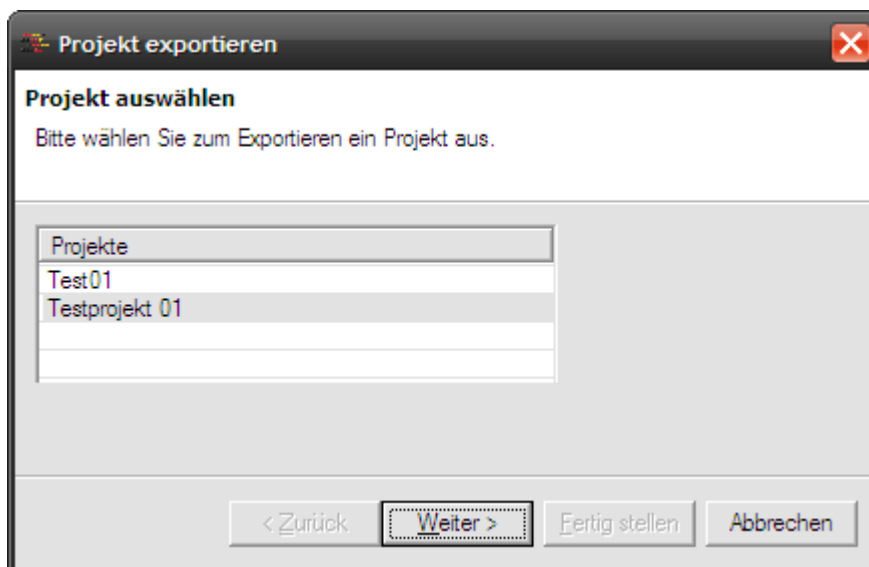 Projekt exportieren
Projekt auswählen
Bitte wählen Sie zum Exportieren ein Projekt aus.
Projekte
Test01
Testprojekt 01
< Zurück Weiter > Fertig stellen Abbrechen